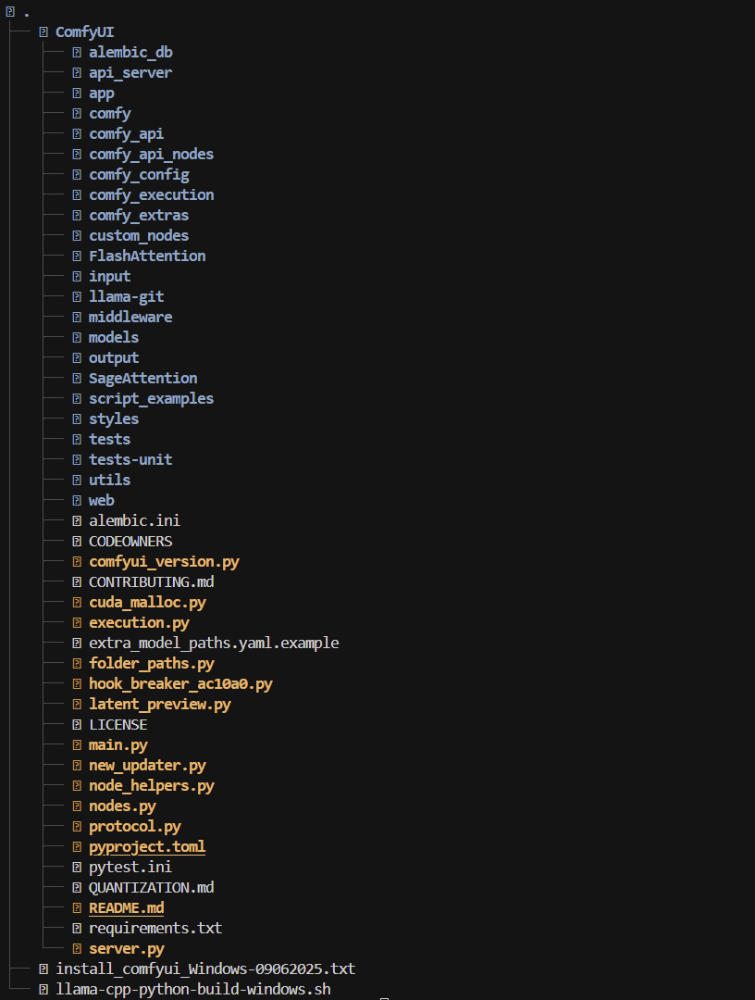 .
ComfyUI
alembic_db
api_server
app
comfy
comfy_api
comfy_api_nodes
comfy_config
comfy_execution
comfy_extras
custom_nodes
FlashAttention
input
llama-git
middleware
models
output
SageAttention
script_examples
styles
tests
tests-unit
utils
web
alembic.ini
CODEOWNERS
comfyui_version.py
CONTRIBUTING.md
cuda_malloc.py
execution.py
extra_model_paths.yaml.example
folder_paths.py
hook_breaker_ac10a0.py
latent_preview.py
LICENSE
main.py
new_updater.py
node_helpers.py
nodes.py
protocol.py
pyproject.toml
pytest.ini
QUANTIZATION.md
README.md
requirements.txt
server.py
install_comfyui_Windows-09062025.txt
llama-cpp-python-build-windows.sh